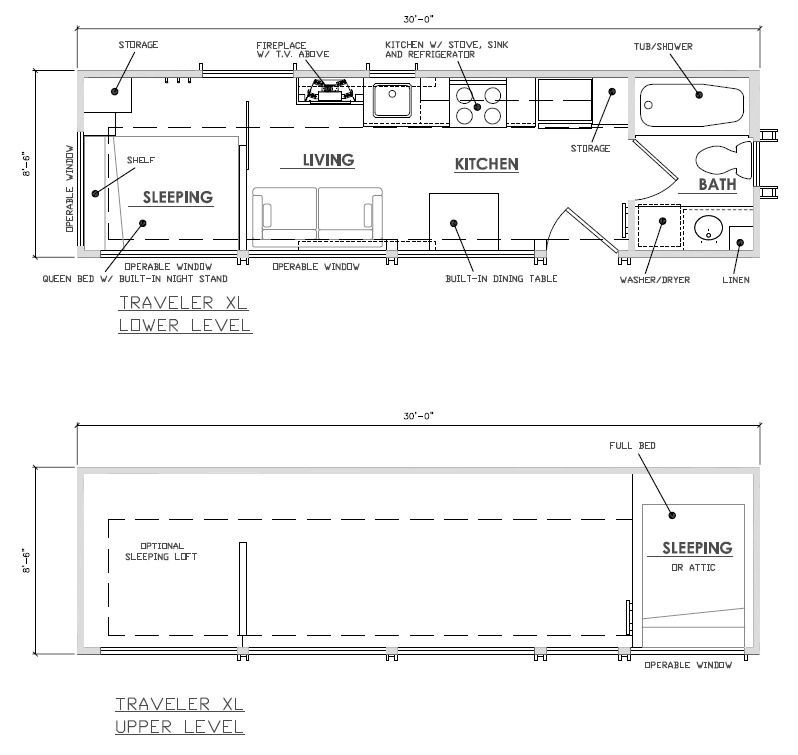 30'-0"
STORAGE
FIREPLACE
W/ T.V. ABOVE
KITCHEN W/ STOVE, SINK
AND REFRIGERATOR
TUB/SHOWER
8'-6"
OPERABLE WINDOW
SHELF
LIVING
KITCHEN
STORAGE
SLEEPING
BATH
OPERABLE WINDOW
OPERABLE WINDOW
QUEEN BED W/ BUILT-IN NIGHT STAND
BUILT-IN DINING TABLE
WASHER/DRYER
LINEN
TRAVELER XL
LOWER LEVEL
30'-0"
FULL BED
8'-6"
OPTIONAL
SLEEPING LOFT
SLEEPING
OR ATTIC
OPERABLE WINDOW
TRAVELER XL
UPPER LEVEL